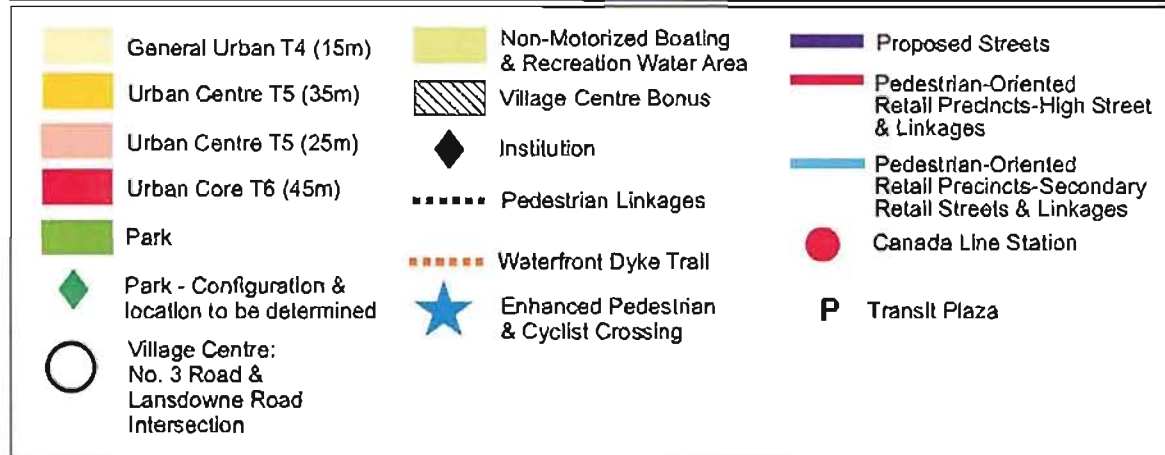 General Urban T4 (15m)
Urban Centre T5 (35m)
Urban Centre T5 (25m)
Urban Core T6 (45m)
Park
Park - Configuration &
location to be determined
Village Centre:
No. 3 Road &
Lansdowne Road
Intersection
Non-Motorized Boating
& Recreation Water Area
Village Centre Bonus
Institution
Pedestrian Linkages
Waterfront Dyke Trail
Enhanced Pedestrian
& Cyclist Crossing
Proposed Streets
Pedestrian-Oriented
Retail Precincts-High Street
& Linkages
Pedestrian-Oriented
Retail Precincts-Secondary
Retail Streets & Linkages
Canada Line Station
P Transit Plaza